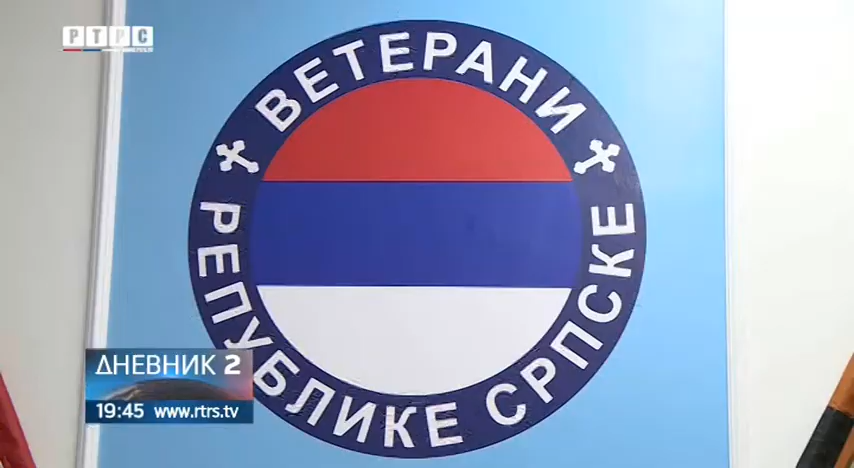 РТРС
ВЕТЕРАНИ
РЕПУБЛИКЕ СРПСКЕ
ДНЕВНИК 2
19:45 www.rtrs.tv